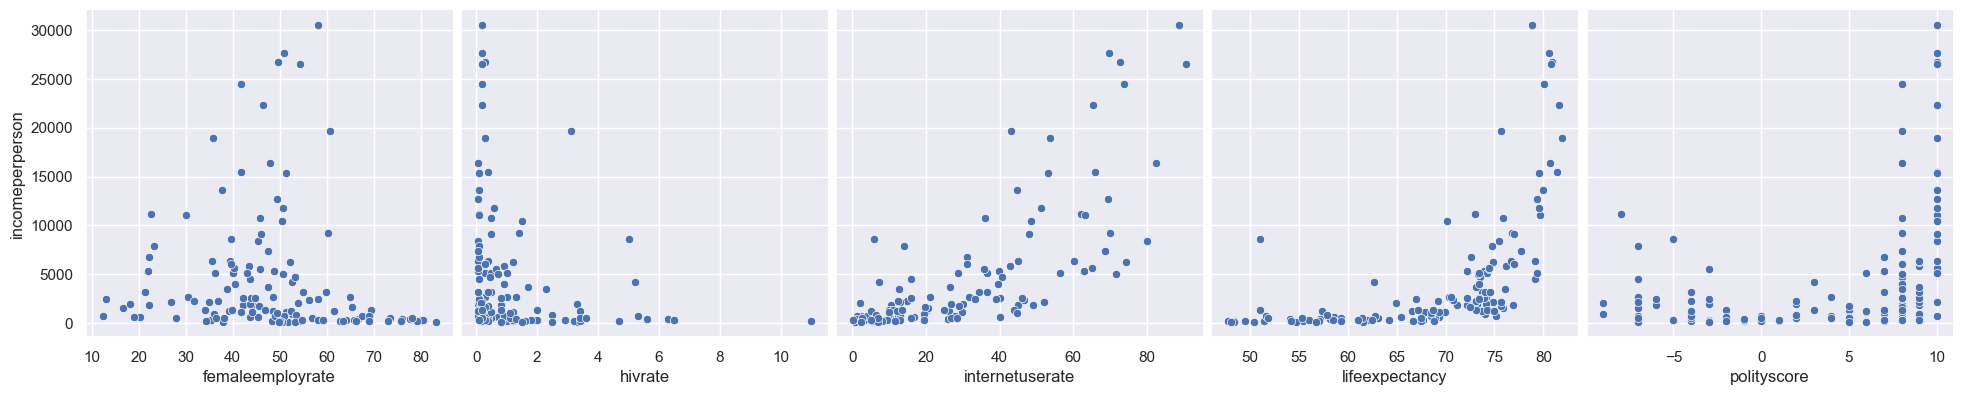 incomeperperson
30000
25000
20000
15000
10000
5000
0
10 20 30 40 50 60 70 80
femaleemployrate
0 2 4 6 8 10
hivrate
0 20 40 60 80
internetuserate
50 55 60 65 70 75 80
lifeexpectancy
−5 0 5 10
polityscore